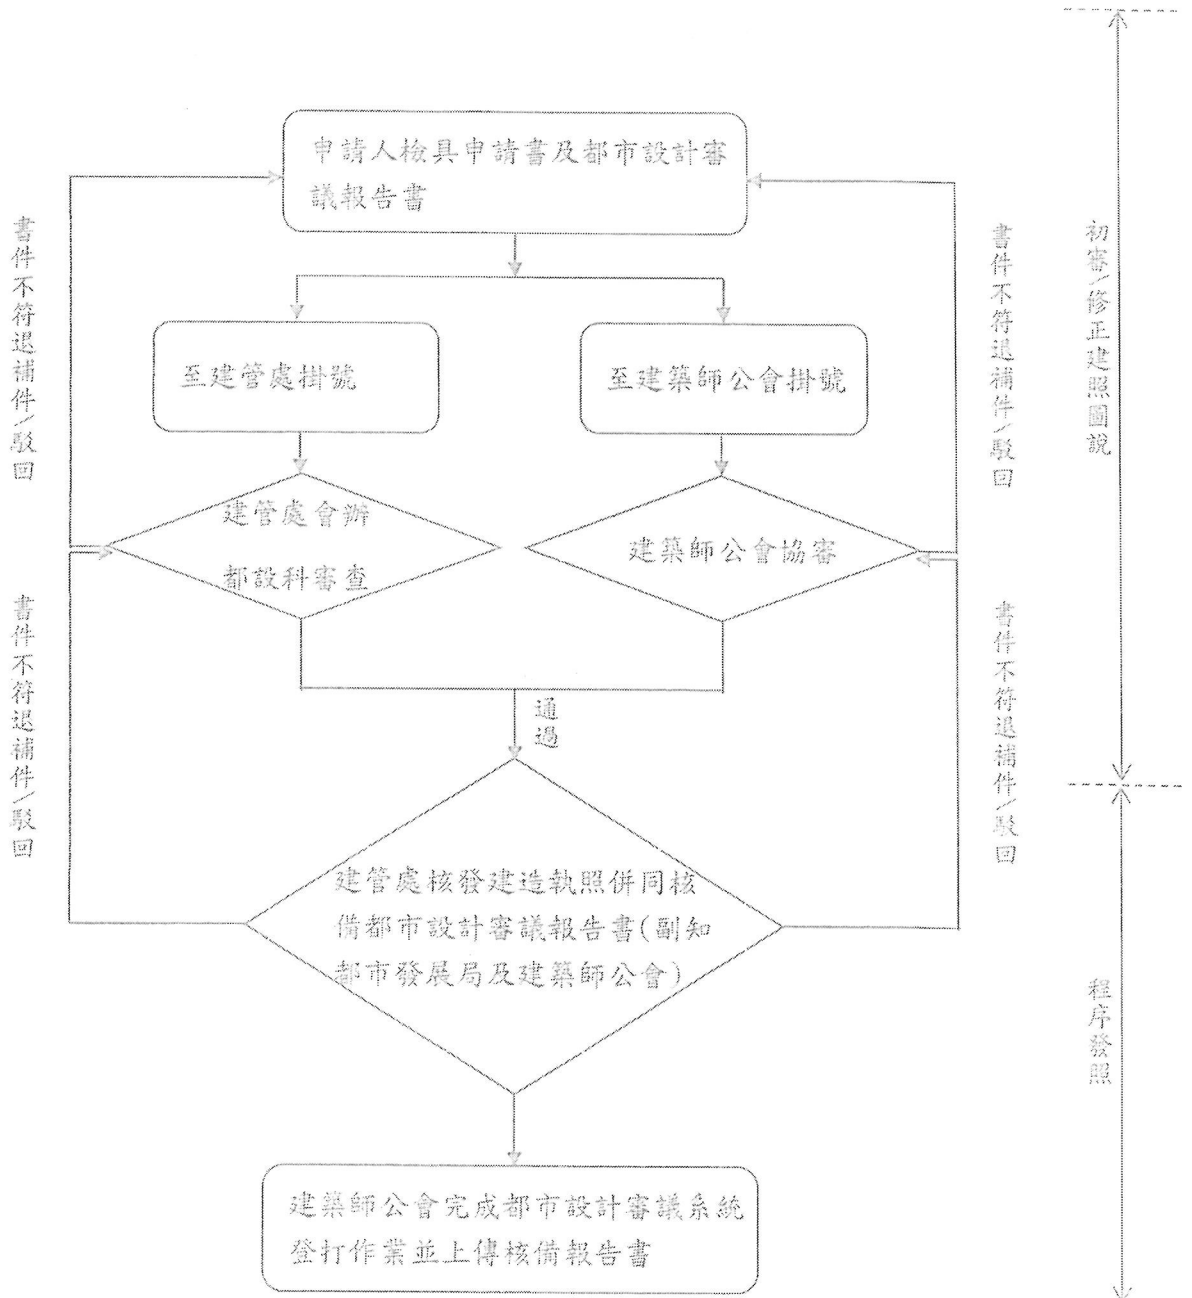 申請人檢具申請書及都市設計審
議報告書
書件不符退補件/駁回
書件不符退補件/駁回
初審/修正建照圖說
至建管處掛號
至建築師公會掛號
建管處會辦
都設科審查
建築師公會協審
書件不符退補件/駁回
書件不符退補件/駁回
通過
建管處核發建造執照併同核
備都市設計審議報告書(副知
都市發展局及建築師公會)
程序發照
建築師公會完成都市設計審議系統
登打作業並上傳核備報告書